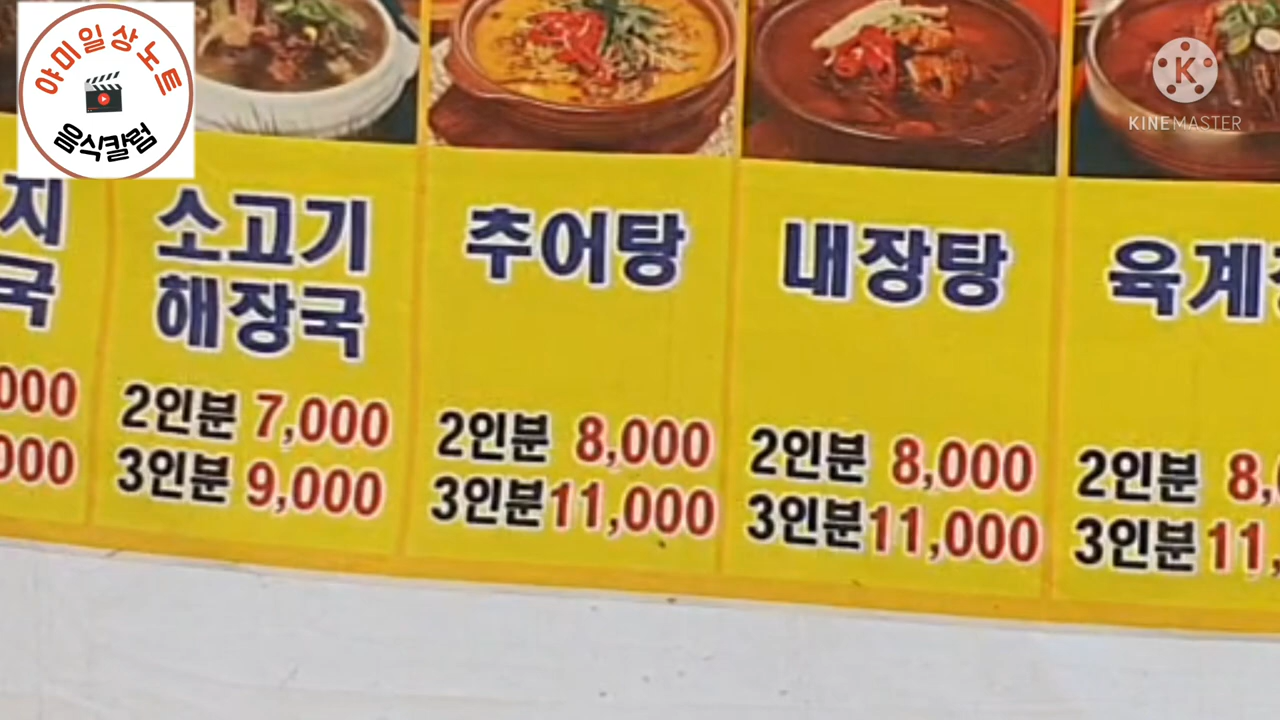 야미일상노트
음식칼럼
KINEMASTER
지
국
000
000
소고기
해장국
2인분 7,000
3인분 9,000
추어탕
2인분 8,000
3인분 11,000
내장탕
2인분 8,000
3인분 11,000
육계
2인분 8,
3인분 11,